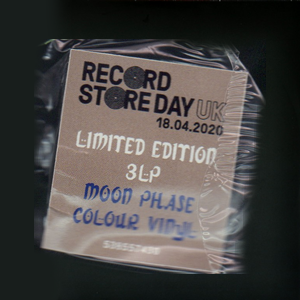 RECORD
STORE DAY UK
18.04.2020
LIMITED EDITION
3LP
MOON PHASE
COLOUR VINYL